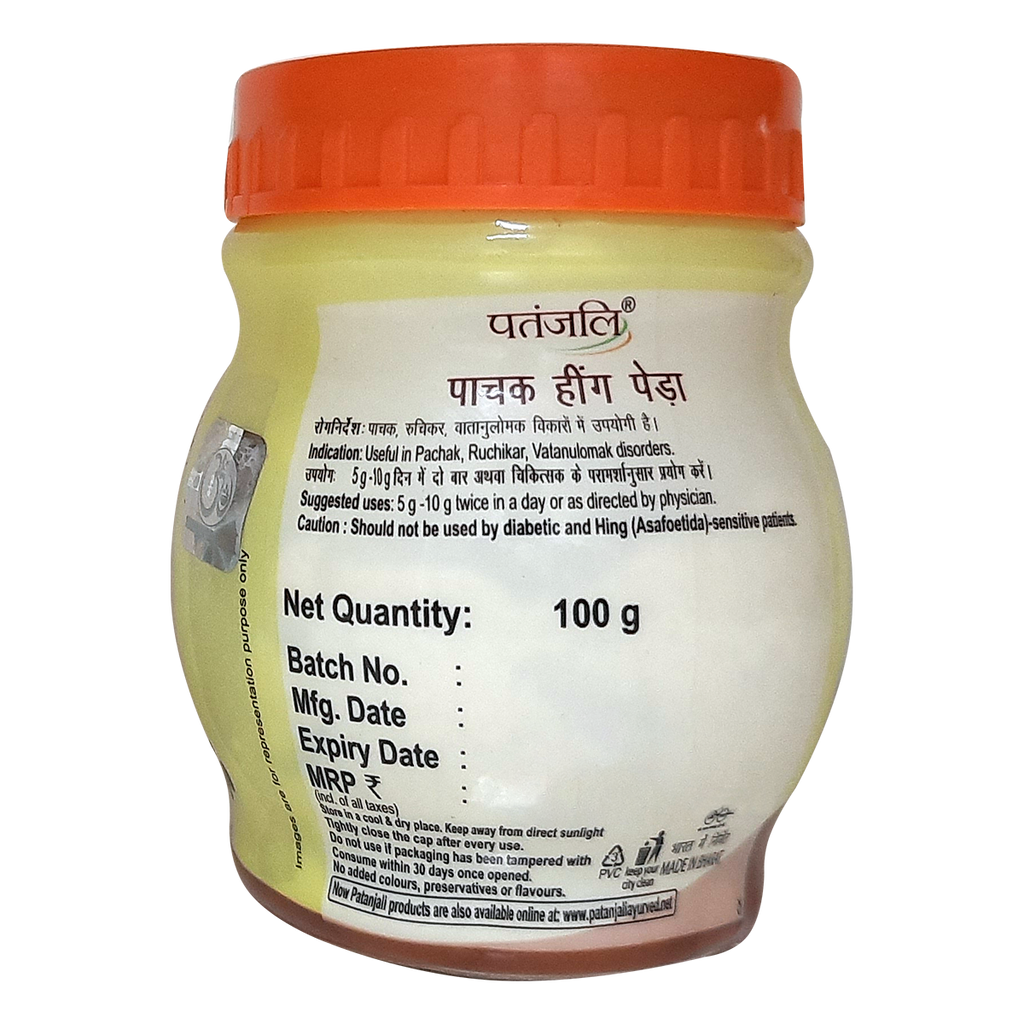 पतंजलि®
पाचक हींग पेड़ा
रोगनिर्देश: पाचक, रुचिकर, वातानुलोमक विकारों में उपयोगी है।
Indication: Useful in Pachak, Ruchikar, Vatanulomak disorders.
उपयोग: 5g-10g दिन में दो बार अथवा चिकित्सक के परामर्शानुसार प्रयोग करें।
Suggested uses: 5 g -10 g twice in a day or as directed by physician.
Caution : Should not be used by diabetic and Hing (Asafoetida)-sensitive patients.
Net Quantity: 100 g
Batch No. :
Mfg. Date :
Expiry Date :
MRP ₹ :
(incl. of all taxes)
Store in a cool & dry place. Keep away from direct sunlight
Tightly close the cap after every use.
Do not use if packaging has been tampered with
Consume within 30 days once opened.
No added colours, preservatives or flavours.
Now Patanjali products are also available online at: www.patanjaliayurved.net
3
PVC
keep your
city clean
भारत में
MADE IN
Images are for representation purpose only